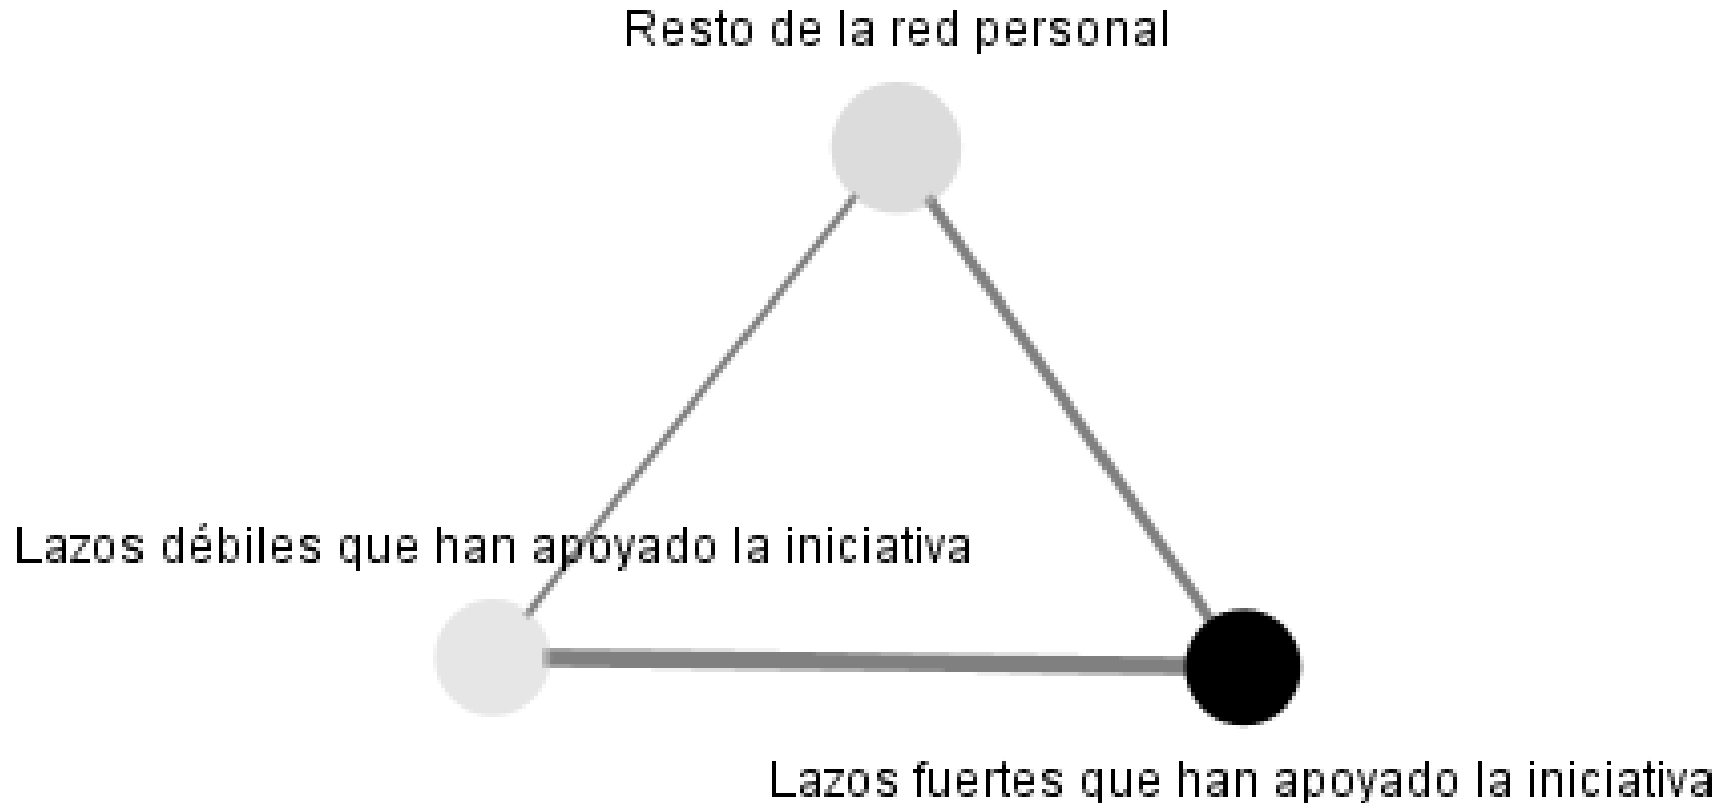 Resto de la red personal
Lazos débiles que han apoyado la iniciativa
Lazos fuertes que han apoyado la iniciativa